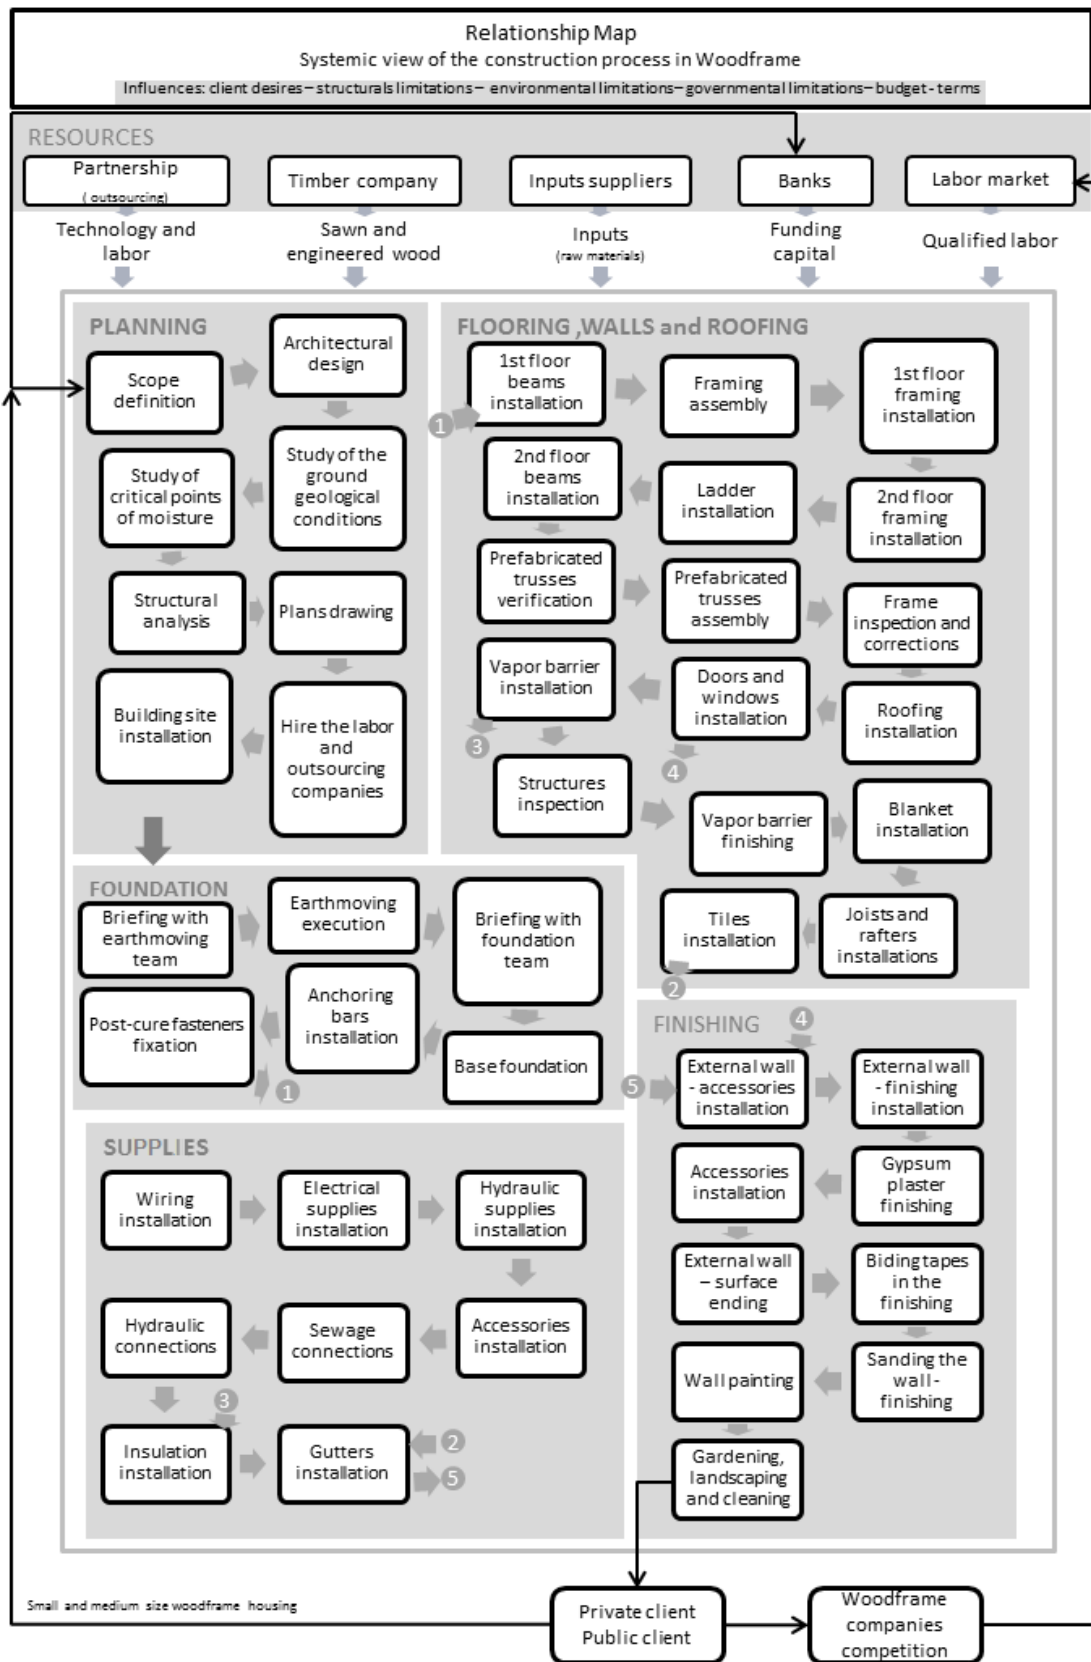 Relationship Map
Systemic view of the construction process in Woodframe
Influences: client desires – structurals limitations – environmental limitations – governmental limitations – budget - terms
RESOURCES
Partnership
( outsourcing)
Timber company
Inputs suppliers
Banks
Labor market
Technology and
labor
Sawn and
engineered wood
Inputs
(raw materials)
Funding
capital
Qualified labor
PLANNING
Scope
definition
Architectural
design
Study of the
ground
geological
conditions
Study of
critical points
of moisture
Structural
analysis
Plans drawing
Hire the labor
and
outsourcing
companies
Building site
installation
FLOORING ,WALLS and ROOFING
1
1st floor
beams
installation
Framing
assembly
1st floor
framing
installation
2nd floor
framing
installation
Ladder
installation
2nd floor
beams
installation
Prefabricated
trusses
verification
Prefabricated
trusses
assembly
Frame
inspection and
corrections
Roofing
installation
Doors and
windows
installation
4
Vapor barrier
installation
3
Structures
inspection
Vapor barrier
finishing
Blanket
installation
Joists and
rafters
installations
Tiles
installation
2
FOUNDATION
Briefing with
earthmoving
team
Earthmoving
execution
Briefing with
foundation
team
Base foundation
Anchoring
bars
installation
Post-cure fasteners
fixation
1
SUPPLIES
Wiring
installation
Electrical
supplies
installation
Hydraulic
supplies
installation
Accessories
installation
Sewage
connections
Hydraulic
connections
3
Insulation
installation
Gutters
installation
2
5
FINISHING
4
5
External wall
- accessories
installation
External wall
- finishing
installation
Gypsum
plaster
finishing
Accessories
installation
External wall
– surface
ending
Biding tapes
in the
finishing
Sanding the
wall -
finishing
Wall painting
Gardening,
landscaping
and cleaning
Small and medium size woodframe housing
Private client
Public client
Woodframe
companies
competition